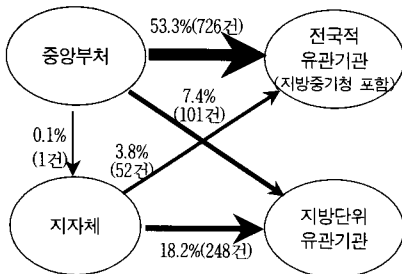 53.3%(726건)
중앙부처
전국적
유관기관
(지방중기청 포함)
7.4%
(101건)
0.1%
(1건)
3.8%
(52건)
지자체
지방단위
유관기관
18.2%(248건)